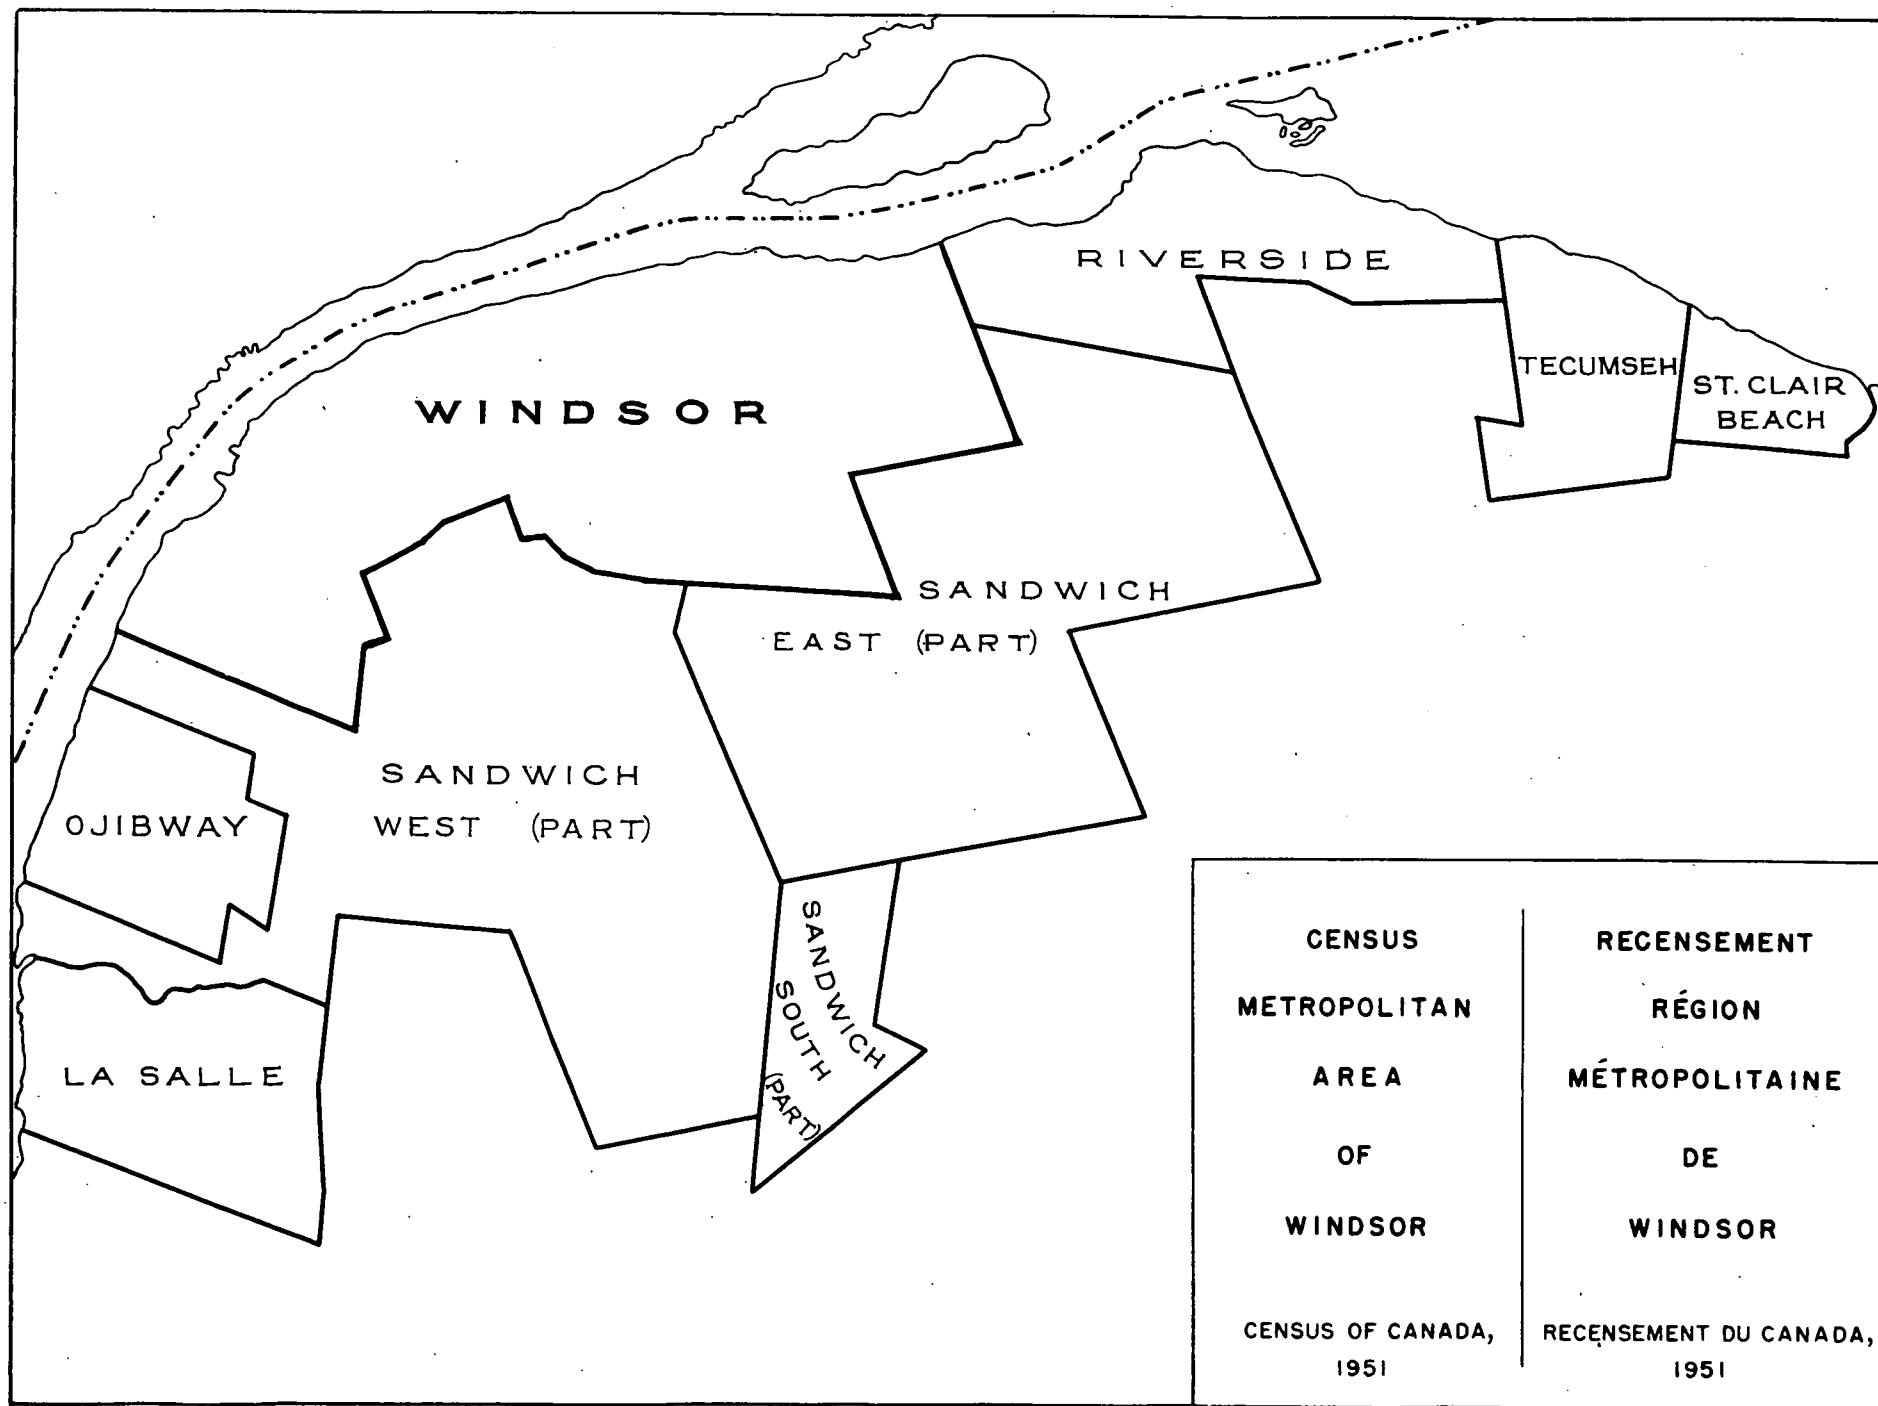 RIVERSIDE
WINDSOR
TECUMSEH
ST. CLAIR
BEACH
SANDWICH
EAST (PART)
SANDWICH
WEST (PART)
OJIBWAY
LA SALLE
SANDWICH
SOUTH
(PART)
CENSUS
METROPOLITAN
AREA
OF
WINDSOR
CENSUS OF CANADA,
1951
RECENSEMENT
RÉGION
MÉTROPOLITAINE
DE
WINDSOR
RECENSEMENT DU CANADA,
1951